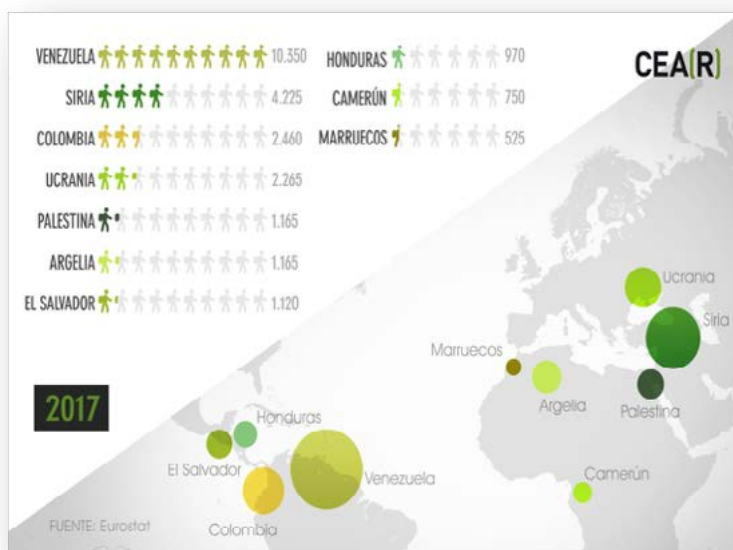 VENEZUELA 10.350
SIRIA 4.225
COLOMBIA 2.460
UCRANIA 2.265
PALESTINA 1.165
ARGELIA 1.165
EL SALVADOR 1.120
HONDURAS 970
CAMERÚN 750
MARRUECOS 525
CEA(R)
Ucrania
Siria
Marruecos
Argelia
Palestina
2017
Honduras
El Salvador
Venezuela
Camerún
Colombia
FUENTE: Eurostat